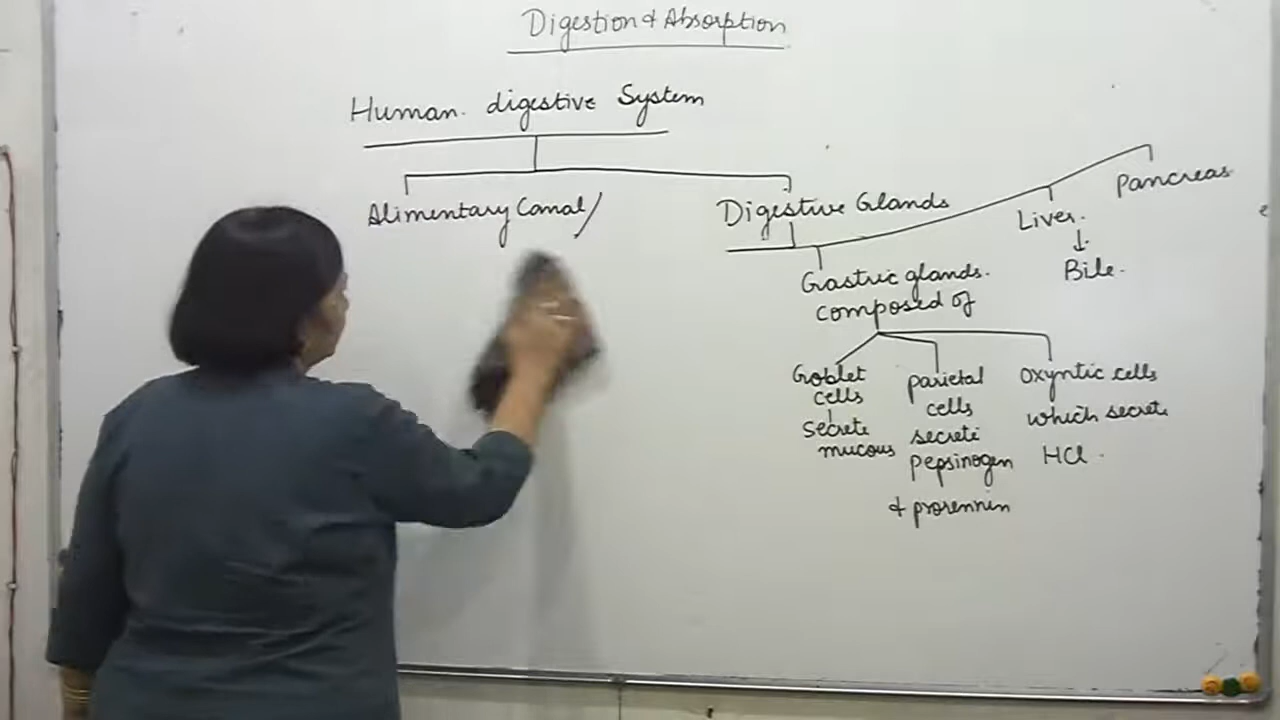 Digestion & Absorption
Human. digestive System
Alimentary Canal/
Digestive Glands
Gastric glands.
composed of
Goblet
cells
secrete
mucous
parietal
cells
secrete
pepsinogen
& prorennin
oxyntic cells
which secrete
HCl.
Liver.
Bile.
Pancreas